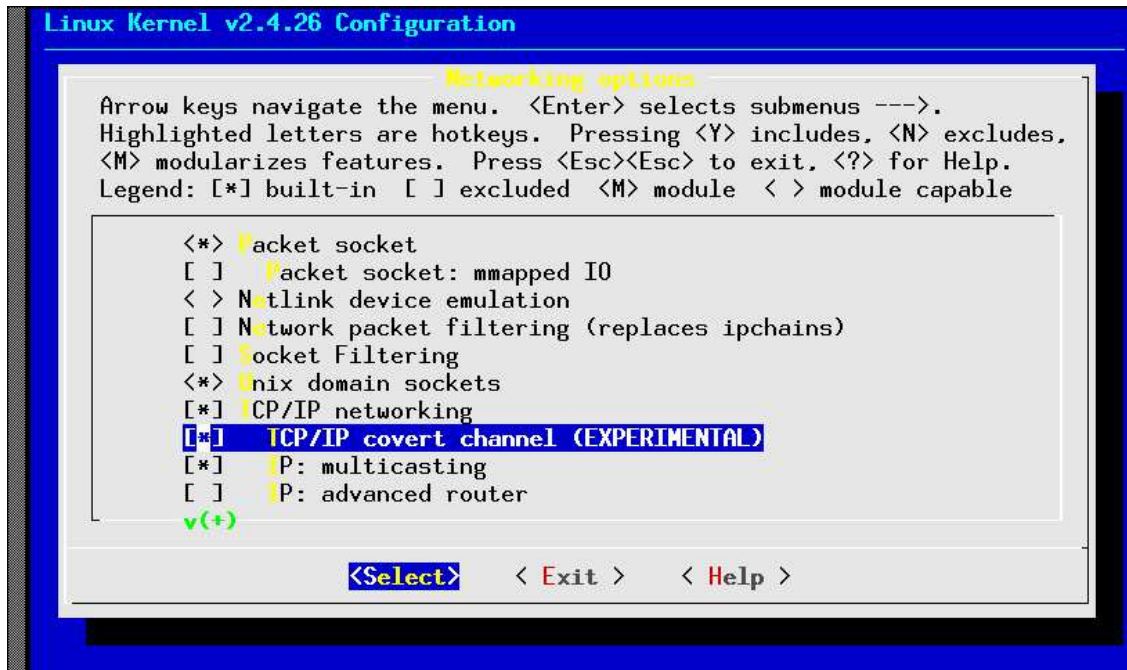 Linux Kernel v2.4.26 Configuration
Networking options
Arrow keys navigate the menu. <Enter> selects submenus --->.
Highlighted letters are hotkeys. Pressing <Y> includes, <N> excludes,
<M> modularizes features. Press <Esc><Esc> to exit, <?> for Help.
Legend: [*] built-in [ ] excluded <M> module < > module capable
<*> Packet socket
[ ] Packet socket: mmapped IO
< > Netlink device emulation
[ ] Network packet filtering (replaces ipchains)
[ ] Socket Filtering
<*> Unix domain sockets
[*] TCP/IP networking
[*] TCP/IP covert channel (EXPERIMENTAL)
[*] IP: multicasting
[ ] IP: advanced router
v(+)
<Select> < Exit > < Help >